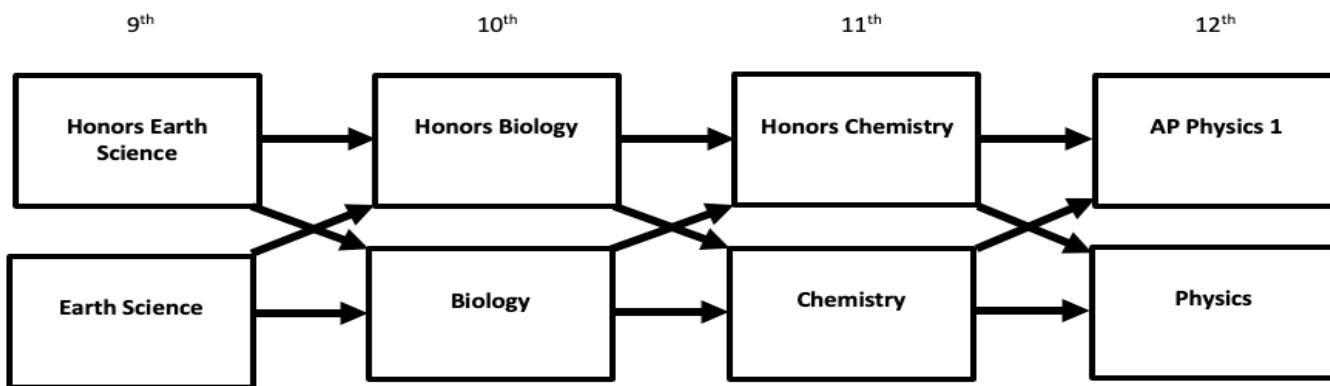 9th 10th 11th 12th
Honors Earth
Science
Honors Biology
Honors Chemistry
AP Physics 1
Earth Science
Biology
Chemistry
Physics